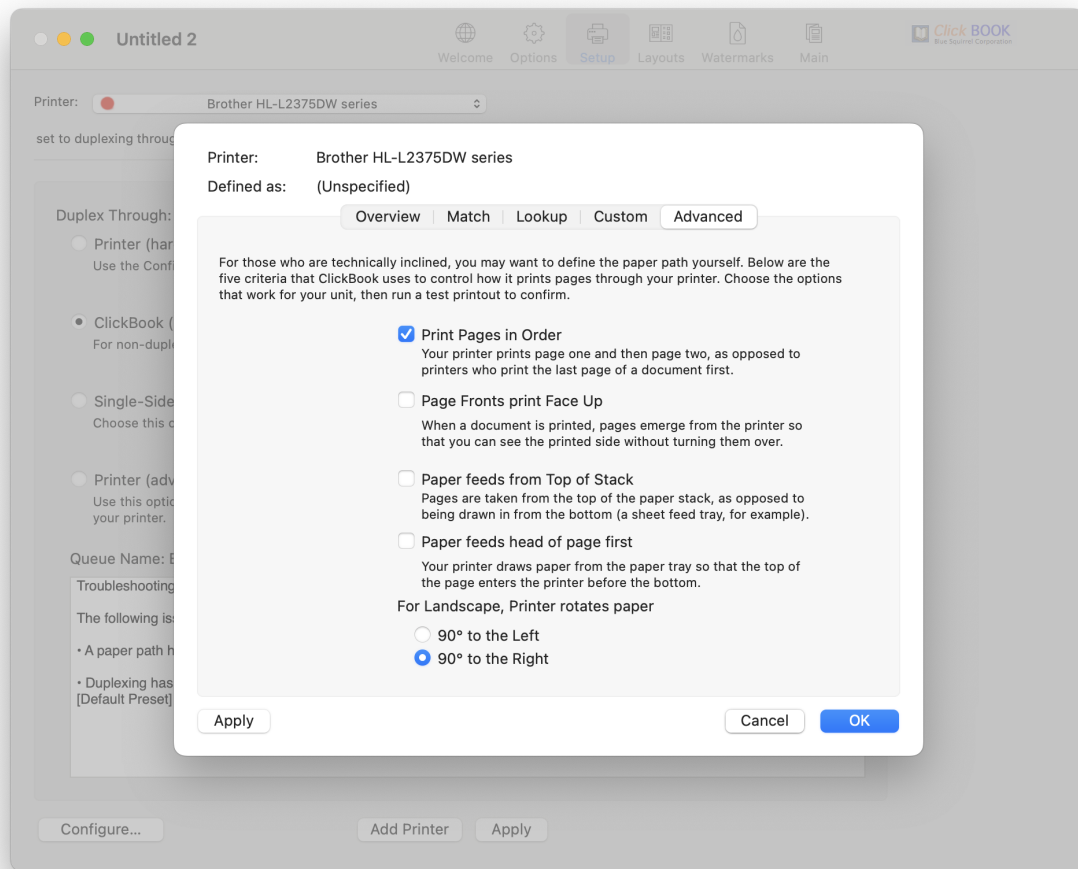 Untitled 2
Welcome
Options
Setup
Layouts
Watermarks
Main
Click BOOK
Blue Squirrel Corporation
Printer:
Brother HL-L2375DW series
set to duplexing throug
Printer: Brother HL-L2375DW series
Defined as: (Unspecified)
Overview
Match
Lookup
Custom
Advanced
For those who are technically inclined, you may want to define the paper path yourself. Below are the
five criteria that ClickBook uses to control how it prints pages through your printer. Choose the options
that work for your unit, then run a test printout to confirm.
Print Pages in Order
Your printer prints page one and then page two, as opposed to
printers who print the last page of a document first.
Page Fronts print Face Up
When a document is printed, pages emerge from the printer so
that you can see the printed side without turning them over.
Paper feeds from Top of Stack
Pages are taken from the top of the paper stack, as opposed to
being drawn in from the bottom (a sheet feed tray, for example).
Paper feeds head of page first
Your printer draws paper from the paper tray so that the top of
the page enters the printer before the bottom.
For Landscape, Printer rotates paper
90° to the Left
90° to the Right
Apply
Cancel
OK
Duplex Through:
Printer (har
Use the Confi
ClickBook (
For non-duple
Single-Side
Choose this o
Printer (adv
Use this optio
your printer.
Queue Name:
Troubleshooting
The following is
• A paper path h
• Duplexing has
[Default Preset]
Configure...
Add Printer
Apply